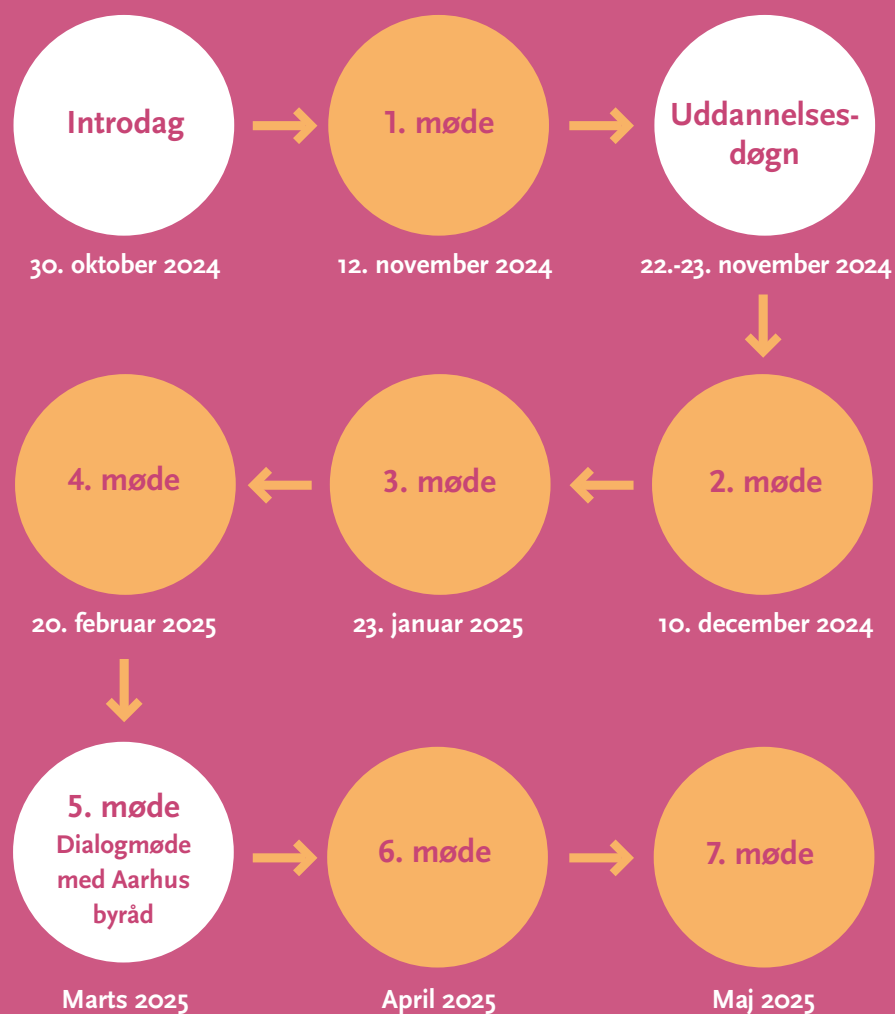 Introdag
30. oktober 2024
1. møde
12. november 2024
Uddannelses-
døgn
22.-23. november 2024
2. møde
10. december 2024
3. møde
23. januar 2025
4. møde
20. februar 2025
5. møde
Dialogmøde
med Aarhus
byråd
Marts 2025
6. møde
April 2025
7. møde
Maj 2025